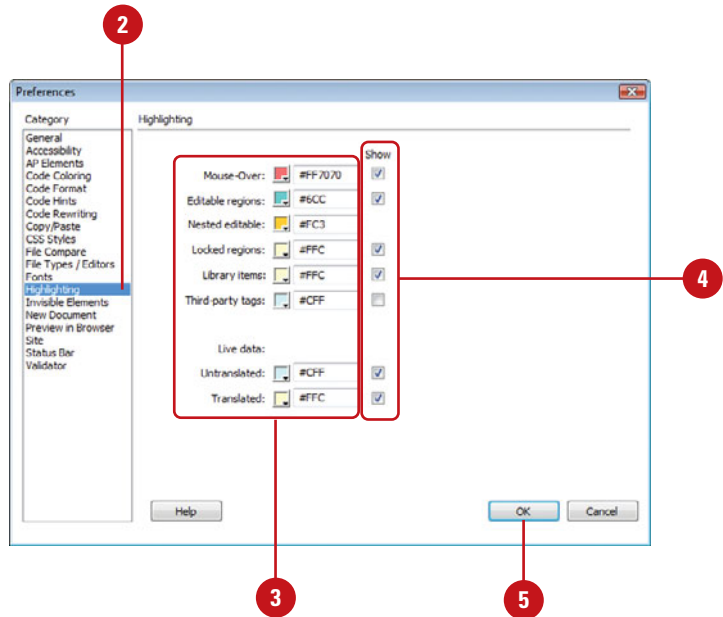 2
Preferences
Category
Highlighting
General
Accessibility
AP Elements
Code Coloring
Code Format
Code Hints
Code Rewriting
Copy/Paste
CSS Styles
File Compare
File Types / Editors
Fonts
Highlighting
Invisible Elements
New Document
Preview in Browser
Site
Status Bar
Validator
Show
Mouse-Over: #FF7070
Editable regions: #6CC
Nested editable: #FC3
Locked regions: #FFC
Library items: #FFC
Third-party tags: #CFF
Live data:
Untranslated: #CFF
Translated: #FFC
4
Help
OK
Cancel
3
5